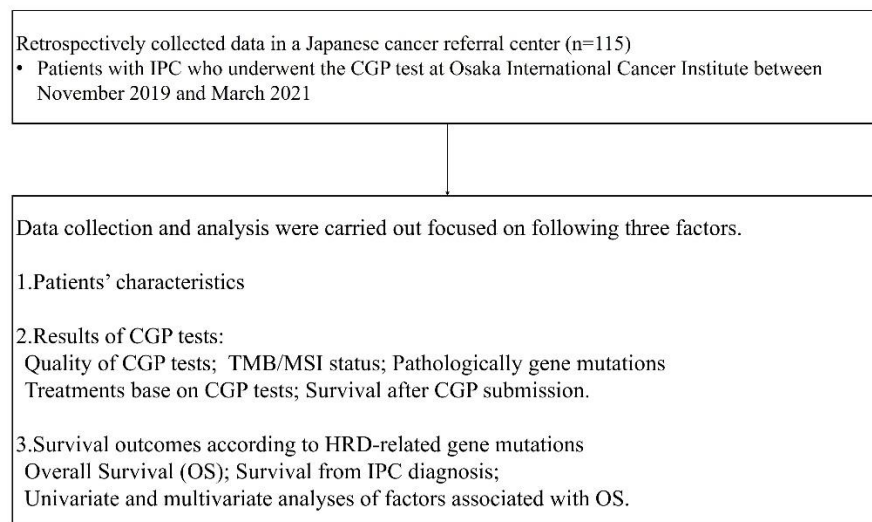 Retrospectively collected data in a Japanese cancer referral center (n=115)
• Patients with IPC who underwent the CGP test at Osaka International Cancer Institute between
November 2019 and March 2021
Data collection and analysis were carried out focused on following three factors.
1.Patients’ characteristics
2.Results of CGP tests:
Quality of CGP tests; TMB/MSI status; Pathologically gene mutations
Treatments base on CGP tests; Survival after CGP submission.
3.Survival outcomes according to HRD-related gene mutations
Overall Survival (OS); Survival from IPC diagnosis;
Univariate and multivariate analyses of factors associated with OS.